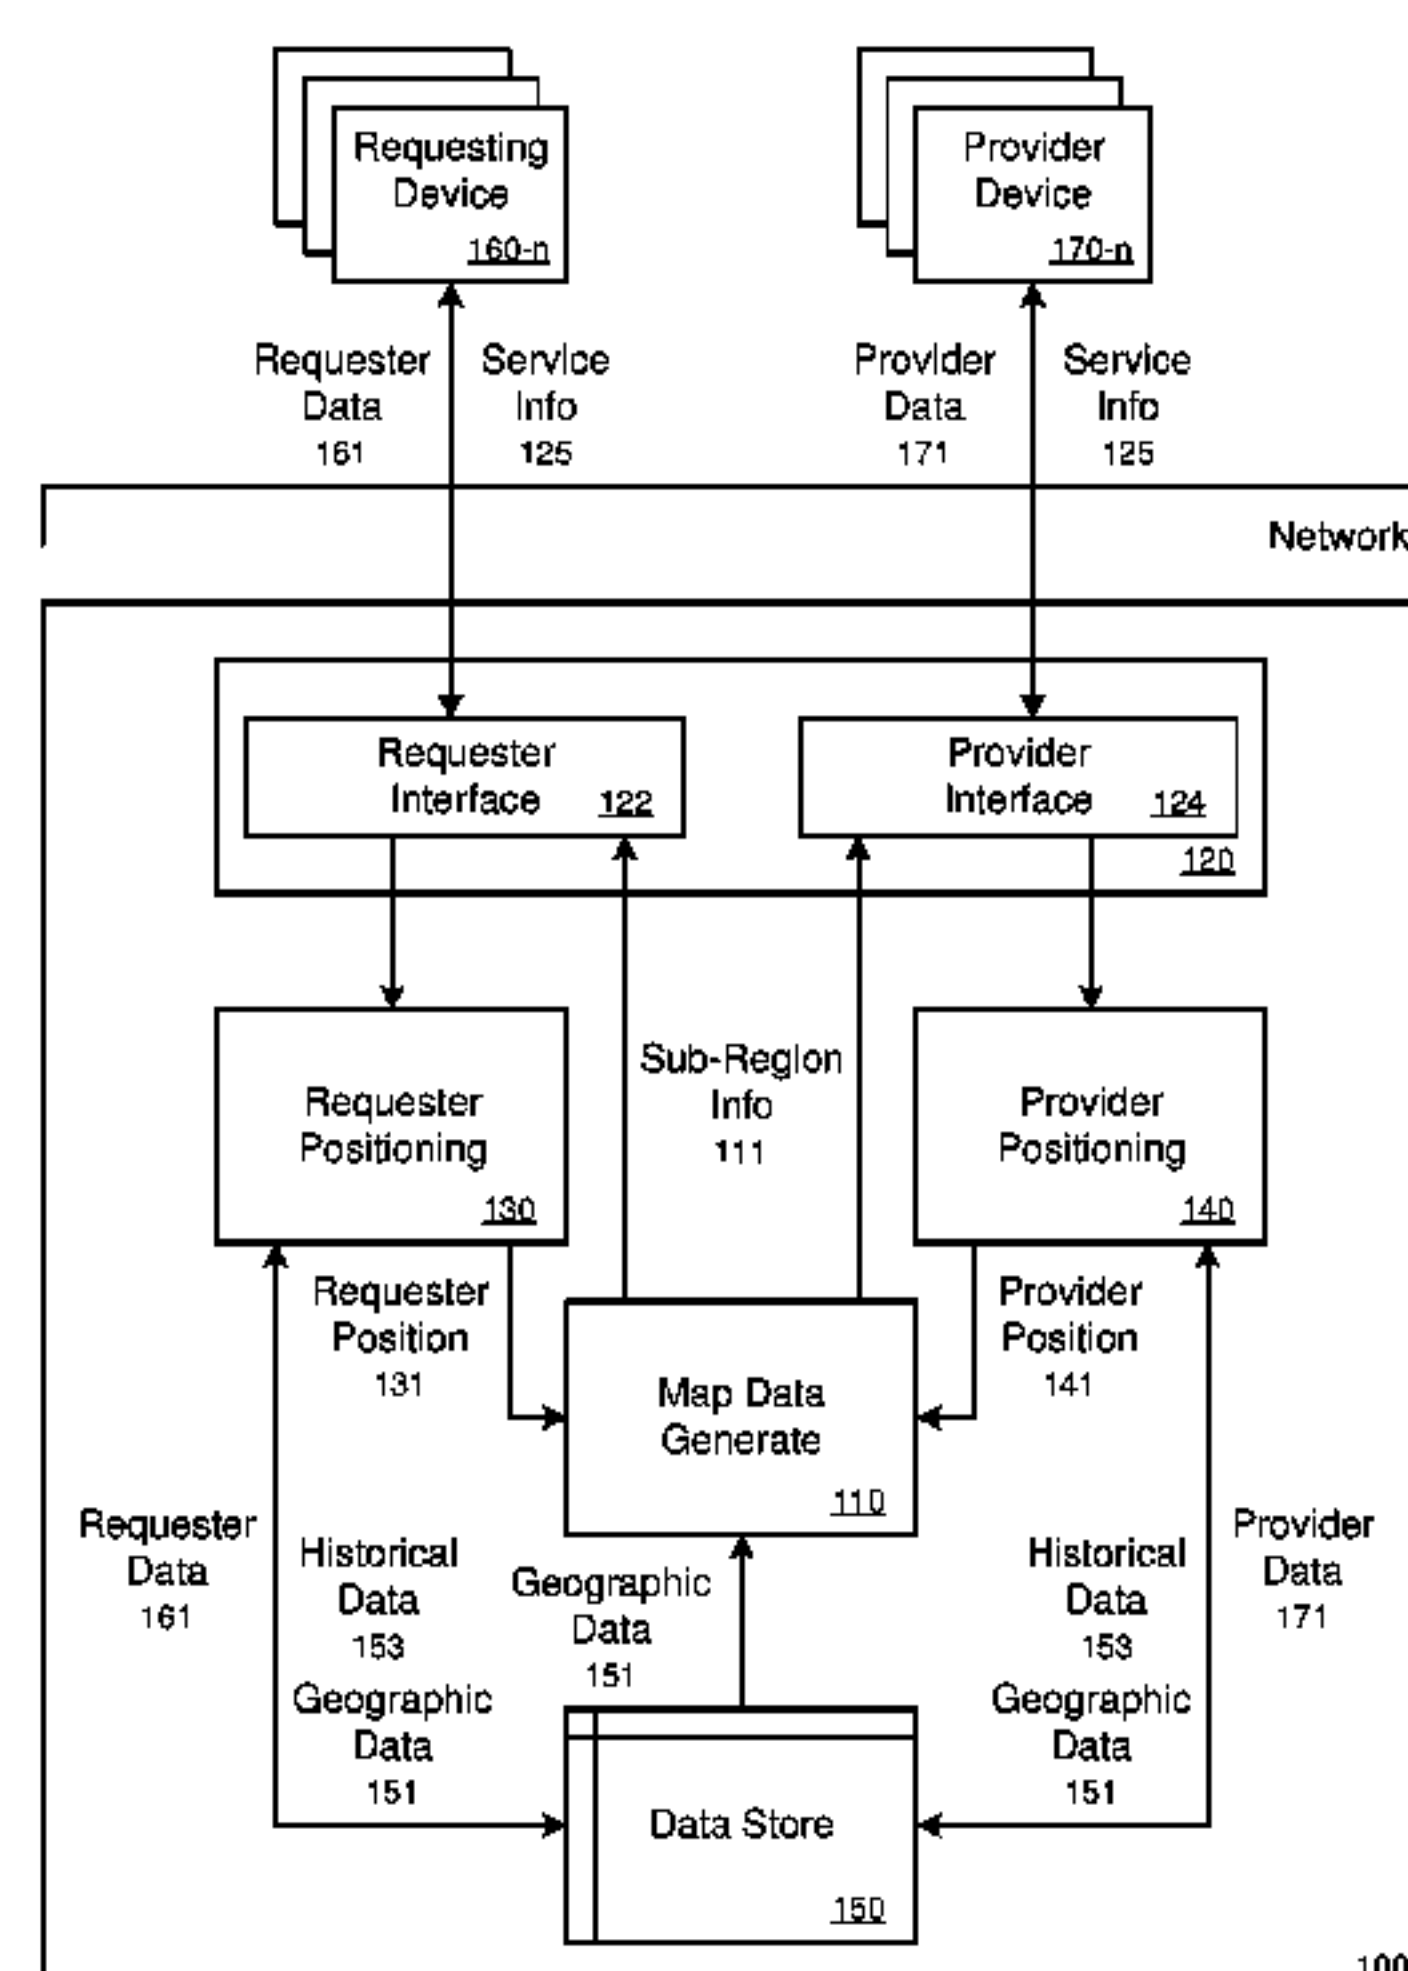 Requesting
Device
160-n
Provider
Device
170-n
Requester
Data
161
Service
Info
125
Provider
Data
171
Service
Info
125
Network
Requester
Interface 122
Provider
Interface 124
120
Requester
Positioning
130
Sub-Region
Info
111
Provider
Positioning
140
Requester
Position
131
Provider
Position
141
Map Data
Generate
110
Requester
Data
161
Historical
Data
153
Geographic
Data
151
Geographic
Data
151
Historical
Data
153
Geographic
Data
151
Provider
Data
171
Data Store
150
100